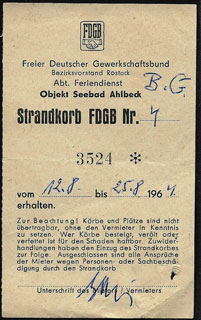 FDGB
Freier Deutscher Gewerkschaftsbund
Bezirksvorstand Rostock
Abt. Feriendienst
B.G.
Objekt Seebad Ahlbeck
Strandkorb FDGB Nr. 4
3524 *
vom 12.8. bis 25.8 1964
erhalten.
Zur Beachtung! Körbe und Plätze sind nicht
übertragbar, ohne den Vermieter in Kenntnis
zu setzen. Wer Körbe besteigt, verstellt oder
vertettet ist für den Schaden haftbar. Zuwider-
handlungen haben den Einzug des Strandkorbes
zur Folge. Ausgeschlossen sind alle Ansprüche
der Mieter wegen Personen- oder Sachbeschä-
digung durch den Strandkorb
Unterschrift des Vermieters